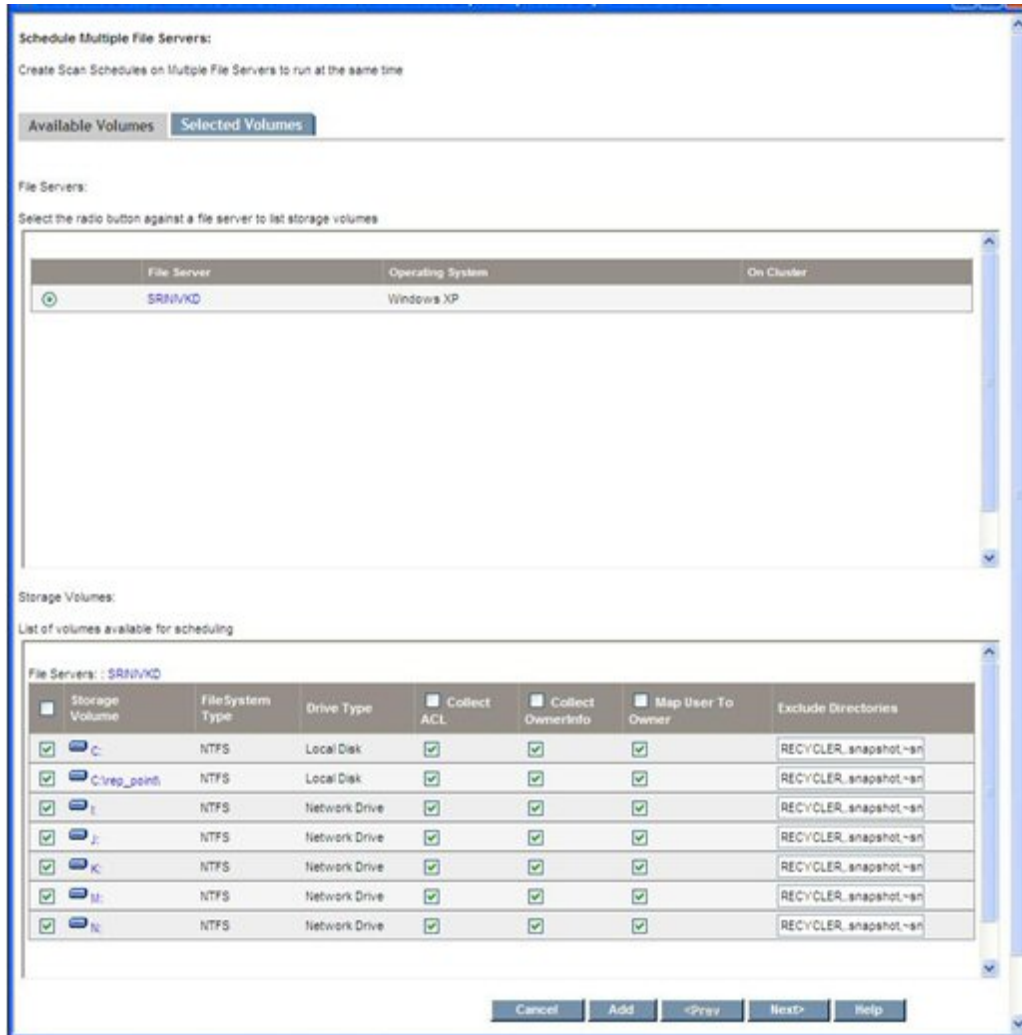 Schedule Multiple File Servers:
Create Scan Schedules on Multiple File Servers to run at the same time
Available Volumes Selected Volumes
File Servers:
Select the radio button against a file server to list storage volumes
File Server Operating System On Cluster
SRINIVKD Windows XP
Storage Volumes:
List of volumes available for scheduling
File Servers: : SRINIVKD
Storage Volume FileSystem Type Drive Type Collect ACL Collect OwnerInfo Map User To Owner Exclude Directories
C: NTFS Local Disk RECYCLER,.snapshot,~sn
C:\rep_point\ NTFS Local Disk RECYCLER,.snapshot,~sn
I: NTFS Network Drive RECYCLER,.snapshot,~sn
J: NTFS Network Drive RECYCLER,.snapshot,~sn
K: NTFS Network Drive RECYCLER,.snapshot,~sn
M: NTFS Network Drive RECYCLER,.snapshot,~sn
N: NTFS Network Drive RECYCLER,.snapshot,~sn
Cancel Add <Prev Next> Help